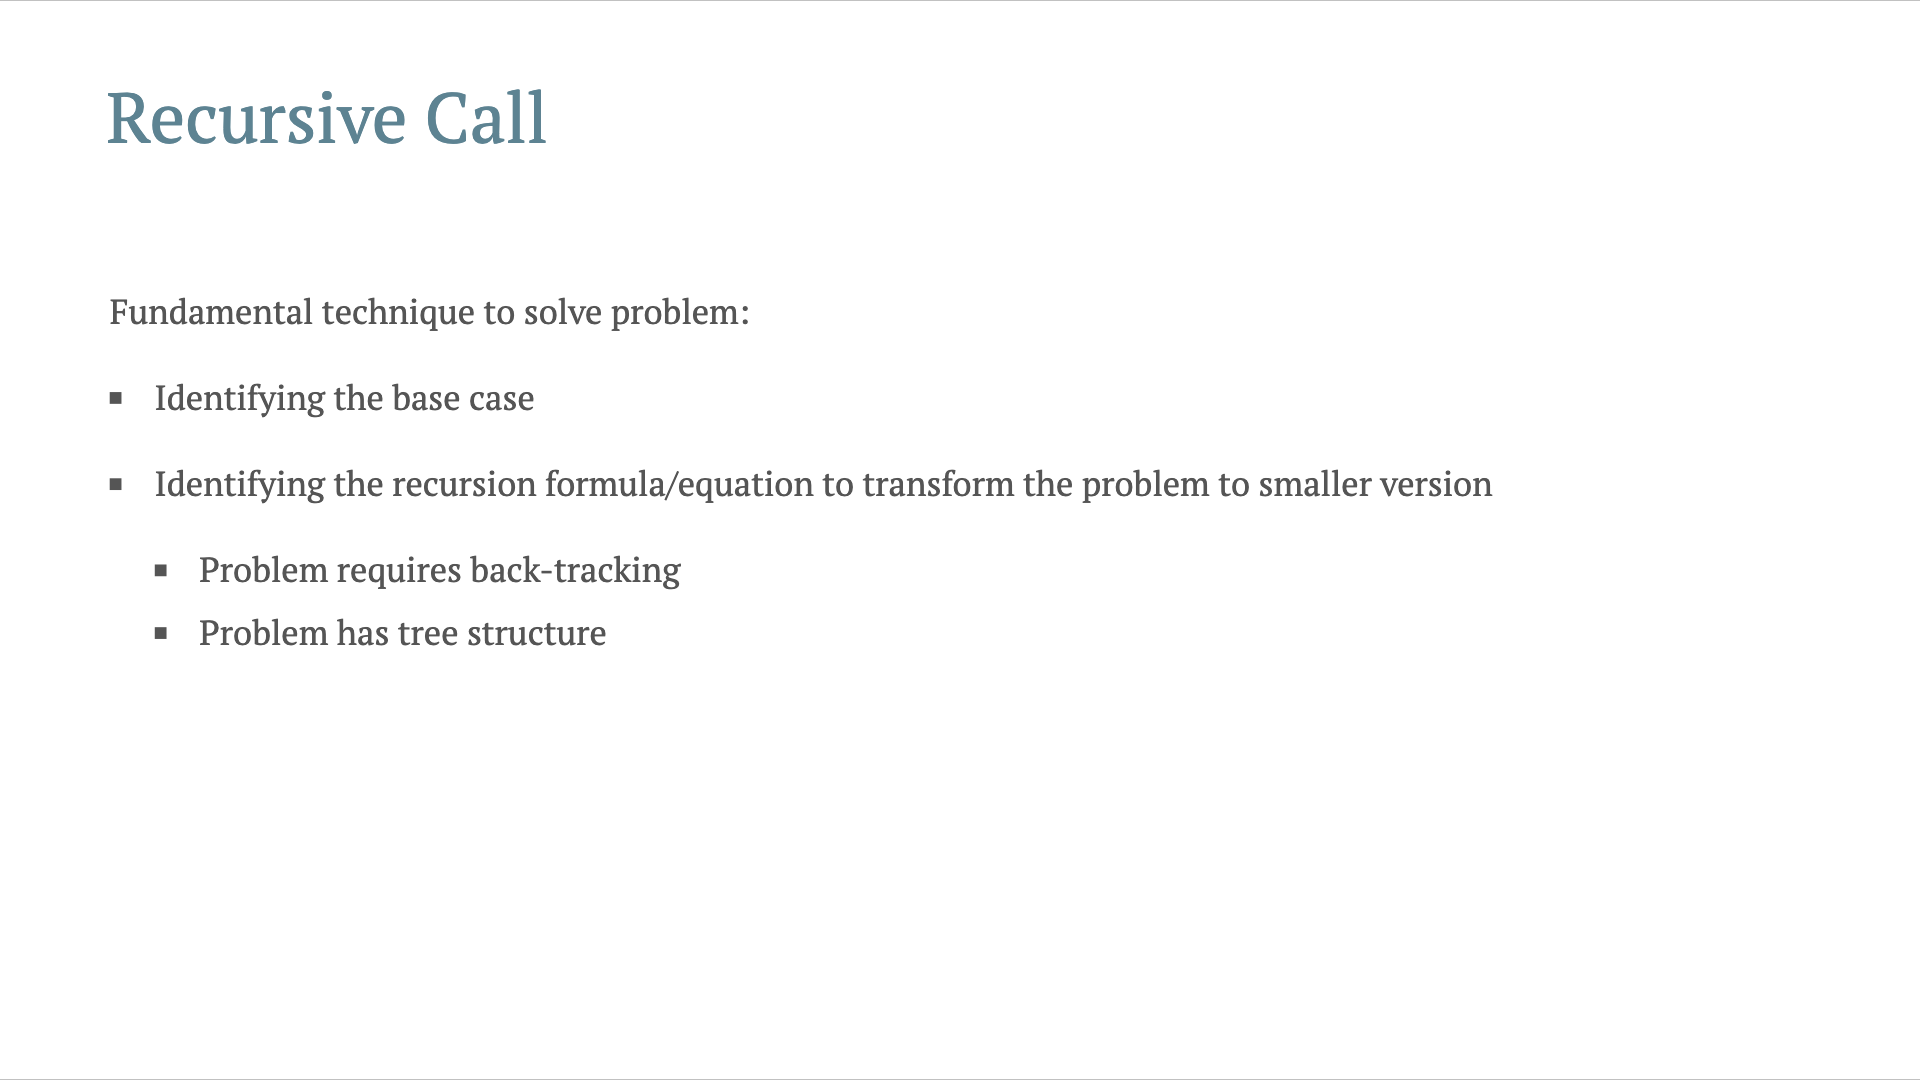 Recursive Call
Fundamental technique to solve problem:
▪ Identifying the base case
▪ Identifying the recursion formula/equation to transform the problem to smaller version
▪ Problem requires back-tracking
▪ Problem has tree structure